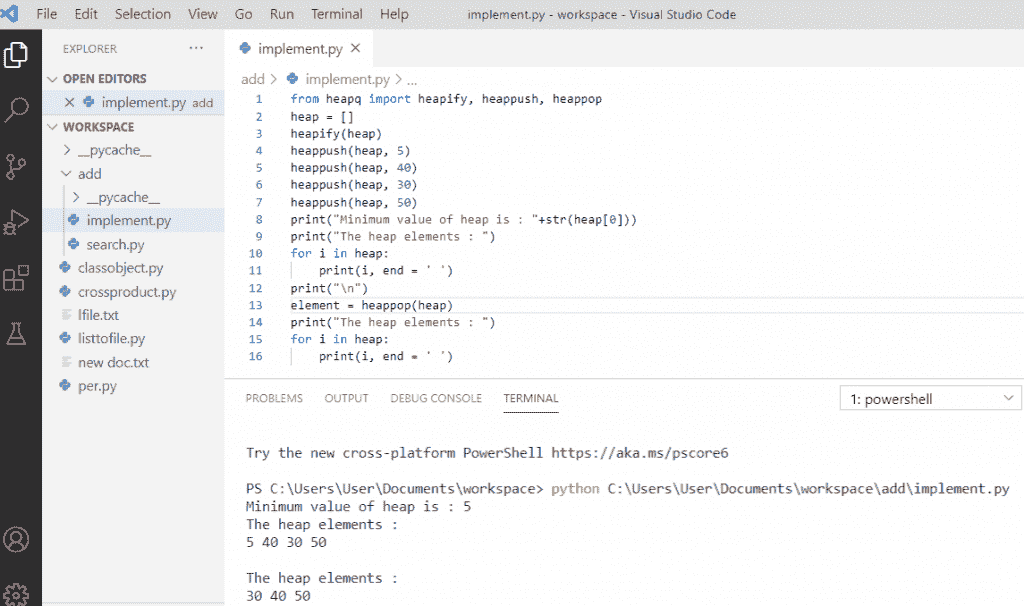 File Edit Selection View Go Run Terminal Help implement.py - workspace - Visual Studio Code
EXPLORER ...
OPEN EDITORS
implement.py add
WORKSPACE
__pycache__
add
__pycache__
implement.py
search.py
classobject.py
crossproduct.py
lfile.txt
listtofile.py
new doc.txt
per.py
implement.py
add > implement.py > ...
1 from heapq import heapify, heappush, heappop
2 heap = []
3 heapify(heap)
4 heappush(heap, 5)
5 heappush(heap, 40)
6 heappush(heap, 30)
7 heappush(heap, 50)
8 print("Minimum value of heap is : "+str(heap[0]))
9 print("The heap elements : ")
10 for i in heap:
11 print(i, end = ' ')
12 print("\n")
13 element = heappop(heap)
14 print("The heap elements : ")
15 for i in heap:
16 print(i, end = ' ')
PROBLEMS OUTPUT DEBUG CONSOLE TERMINAL 1: powershell
Try the new cross-platform PowerShell https://aka.ms/pscore6
PS C:\Users\User\Documents\workspace> python C:\Users\User\Documents\workspace\add\implement.py
Minimum value of heap is : 5
The heap elements :
5 40 30 50
The heap elements :
30 40 50